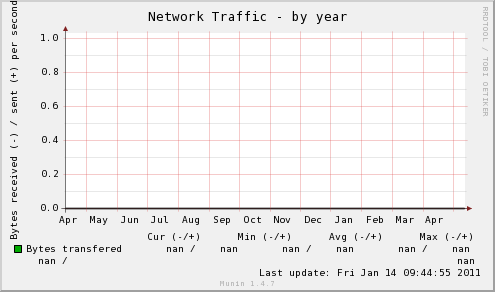 Network Traffic - by year
RRDTOOL / TOBI OETIKER
Bytes received (-) / sent (+) per second
1.0
0.8
0.6
0.4
0.2
0.0
Apr May Jun Jul Aug Sep Oct Nov Dec Jan Feb Mar Apr
Cur (-/+) Min (-/+) Avg (-/+) Max (-/+)
Bytes transfered nan / nan nan / nan nan / nan
nan / nan
Last update: Fri Jan 14 09:44:55 2011
Munin 1.4.7